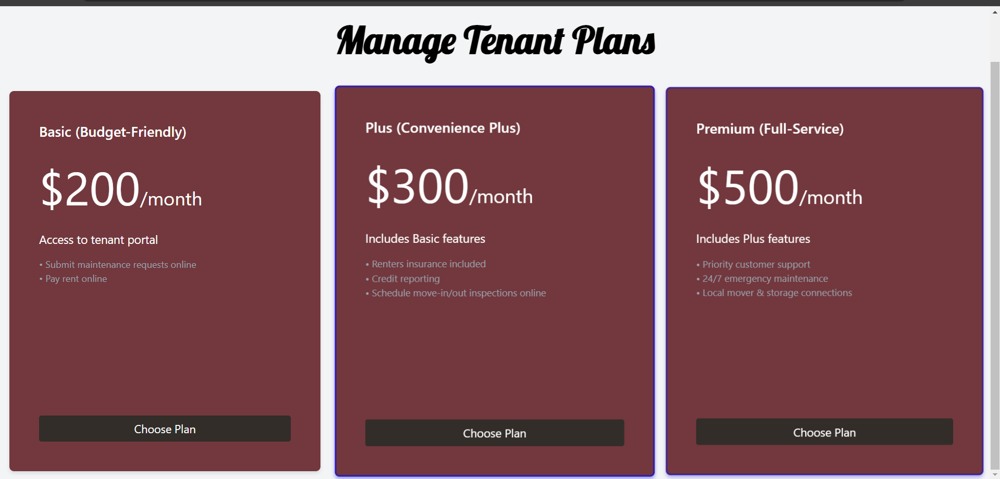 Manage Tenant Plans
Basic (Budget-Friendly)
$200/month
Access to tenant portal
• Submit maintenance requests online
• Pay rent online
Choose Plan
Plus (Convenience Plus)
$300/month
Includes Basic features
• Renters insurance included
• Credit reporting
• Schedule move-in/out inspections online
Choose Plan
Premium (Full-Service)
$500/month
Includes Plus features
• Priority customer support
• 24/7 emergency maintenance
• Local mover & storage connections
Choose Plan